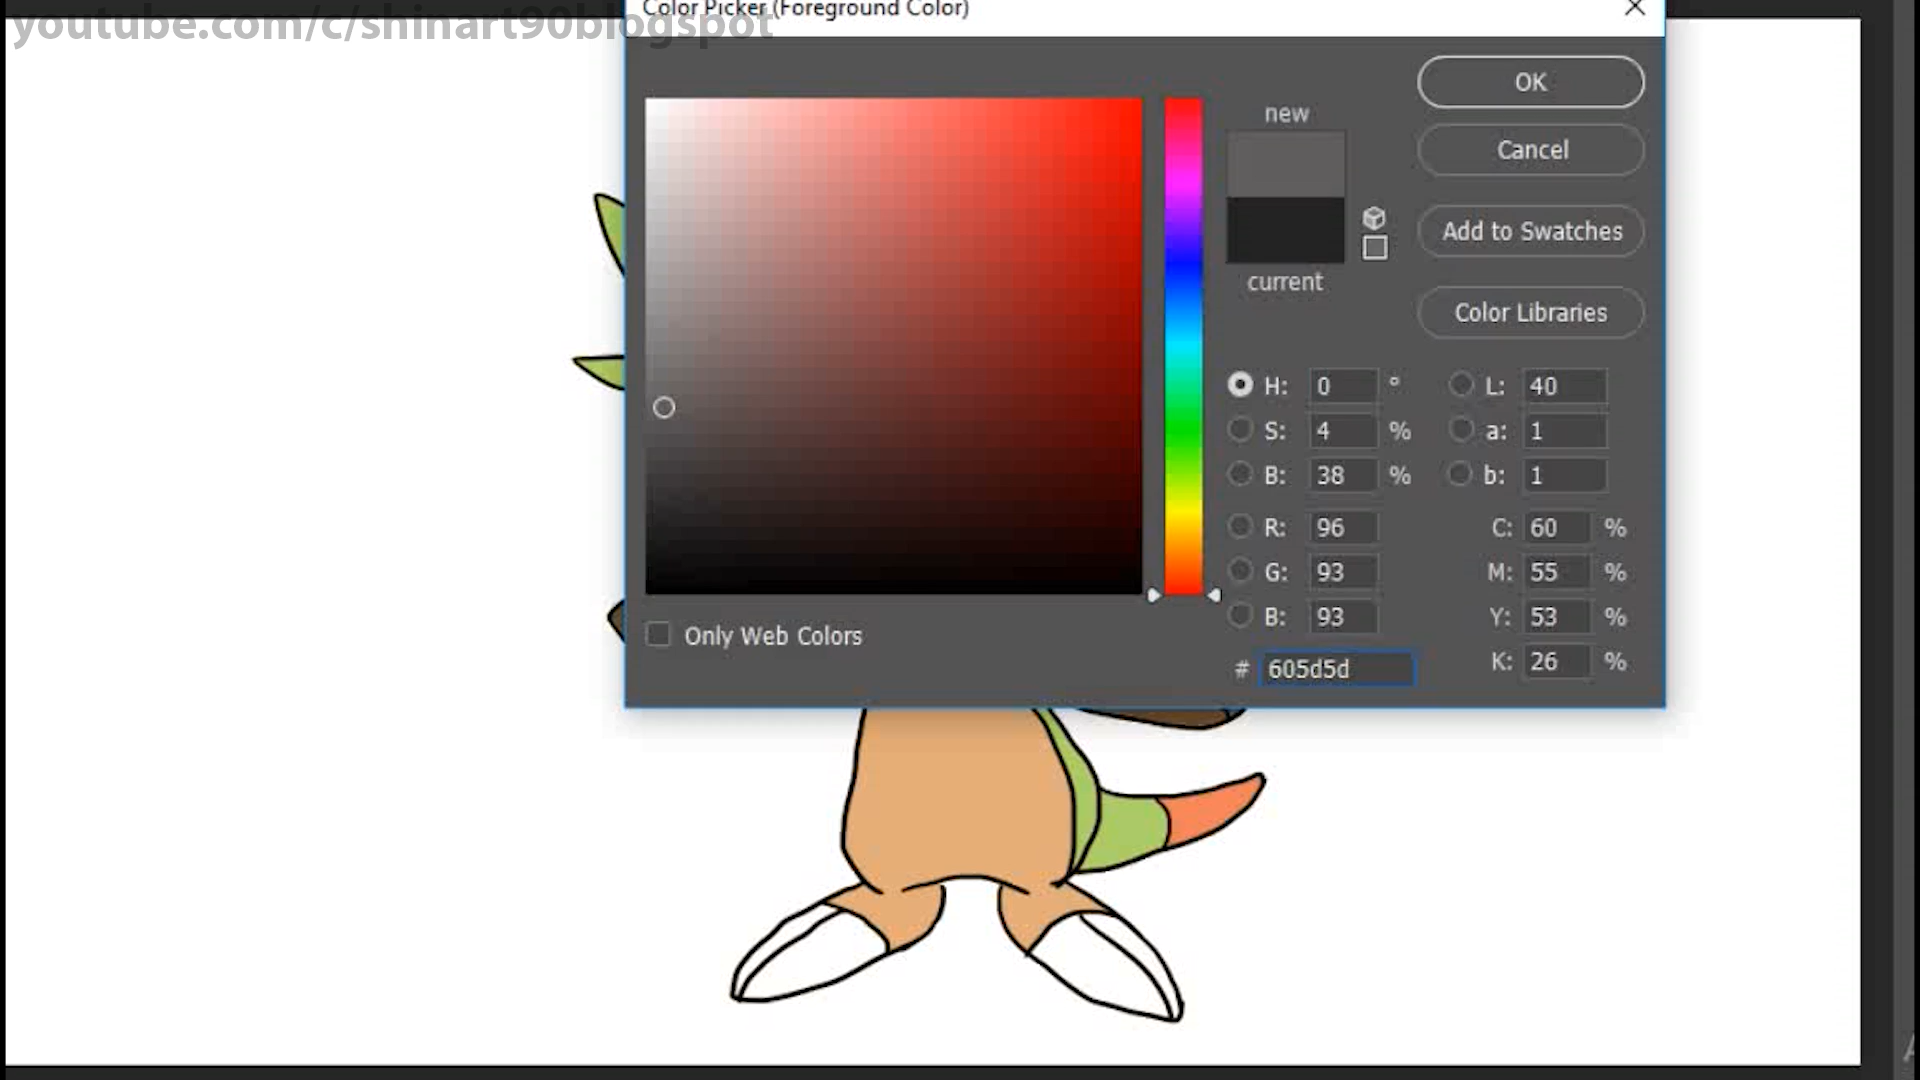 youtube.com/c/shinart90blogspot
Color Picker (Foreground Color)
OK
new
Cancel
Add to Swatches
current
Color Libraries
H: 0 °
L: 40
S: 4 %
a: 1
B: 38 %
b: 1
R: 96
C: 60 %
G: 93
M: 55 %
B: 93
Y: 53 %
Only Web Colors
# 605d5d
K: 26 %